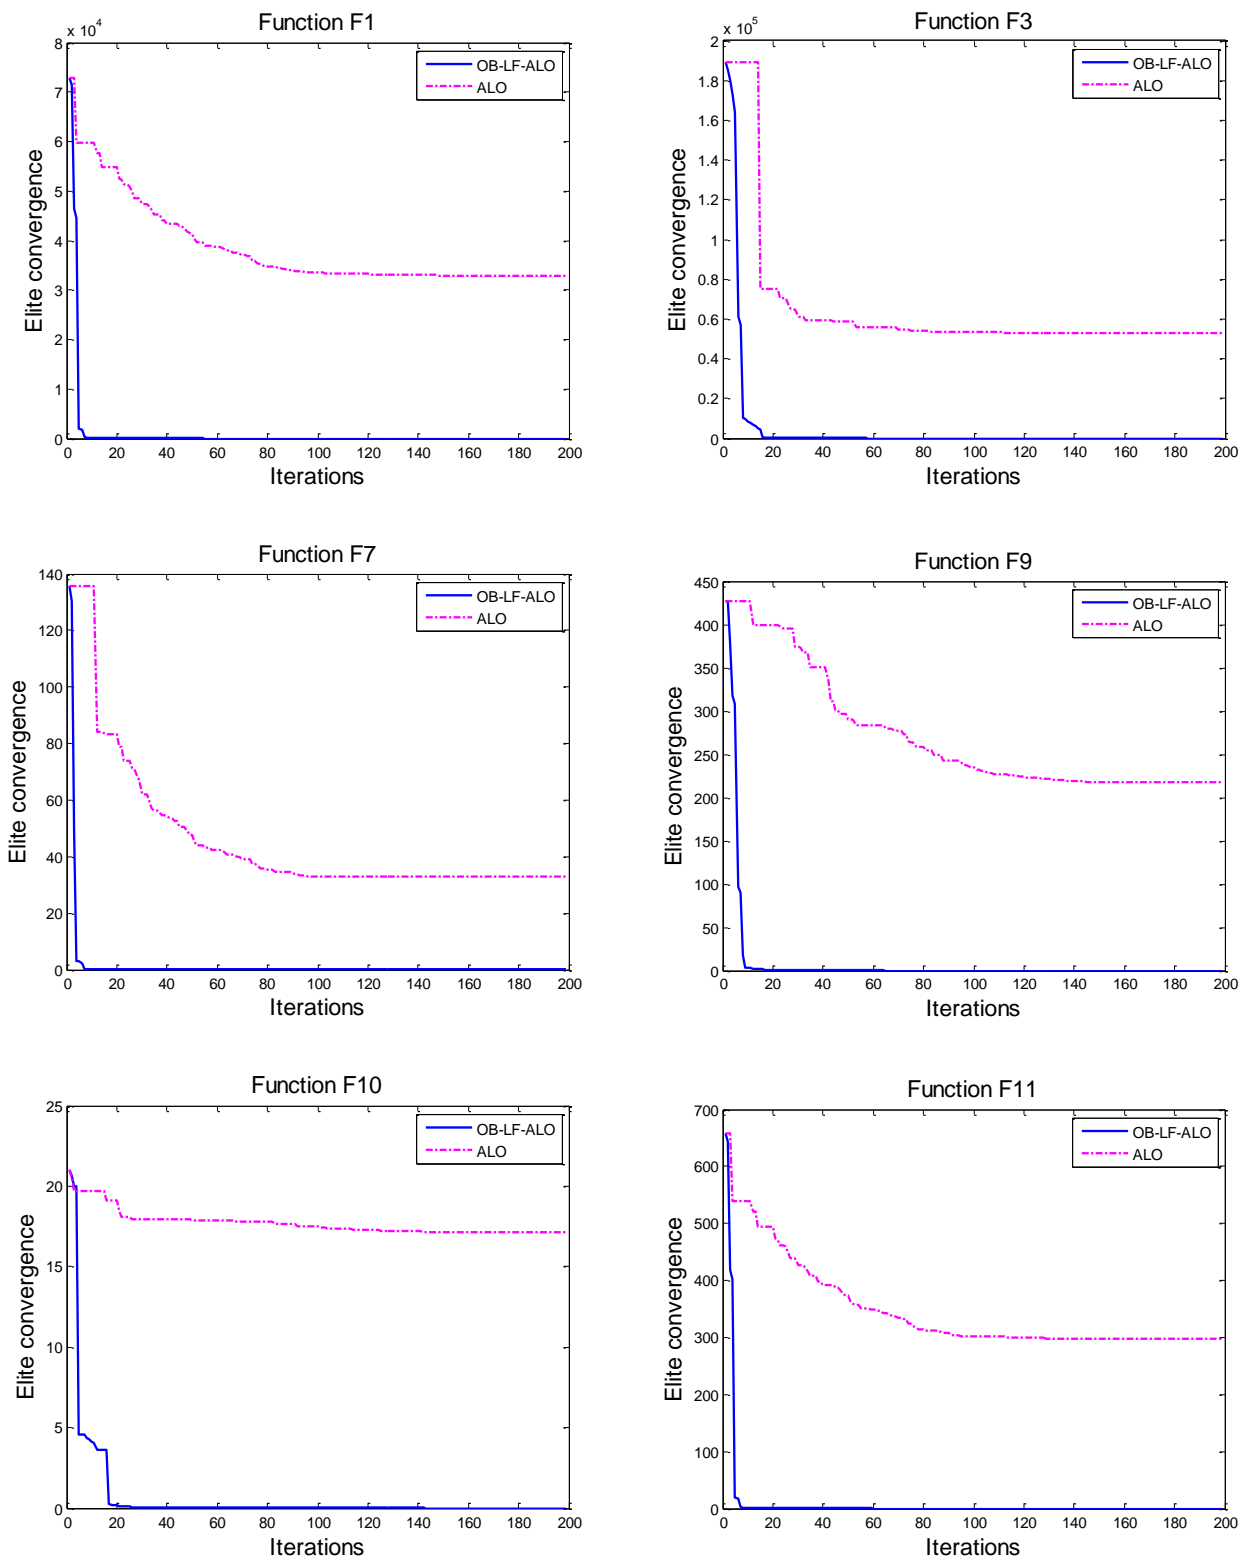 Function F1
x 10^4
8
7
6
5
4
3
2
1
0
Elite convergence
OB-LF-ALO
ALO
0 20 40 60 80 100 120 140 160 180 200
Iterations
Function F3
x 10^5
2
1.8
1.6
1.4
1.2
1
0.8
0.6
0.4
0.2
0
Elite convergence
OB-LF-ALO
ALO
0 20 40 60 80 100 120 140 160 180 200
Iterations
Function F7
140
120
100
80
60
40
20
0
Elite convergence
OB-LF-ALO
ALO
0 20 40 60 80 100 120 140 160 180 200
Iterations
Function F9
450
400
350
300
250
200
150
100
50
0
Elite convergence
OB-LF-ALO
ALO
0 20 40 60 80 100 120 140 160 180 200
Iterations
Function F10
25
20
15
10
5
0
Elite convergence
OB-LF-ALO
ALO
0 20 40 60 80 100 120 140 160 180 200
Iterations
Function F11
700
600
500
400
300
200
100
0
Elite convergence
OB-LF-ALO
ALO
0 20 40 60 80 100 120 140 160 180 200
Iterations